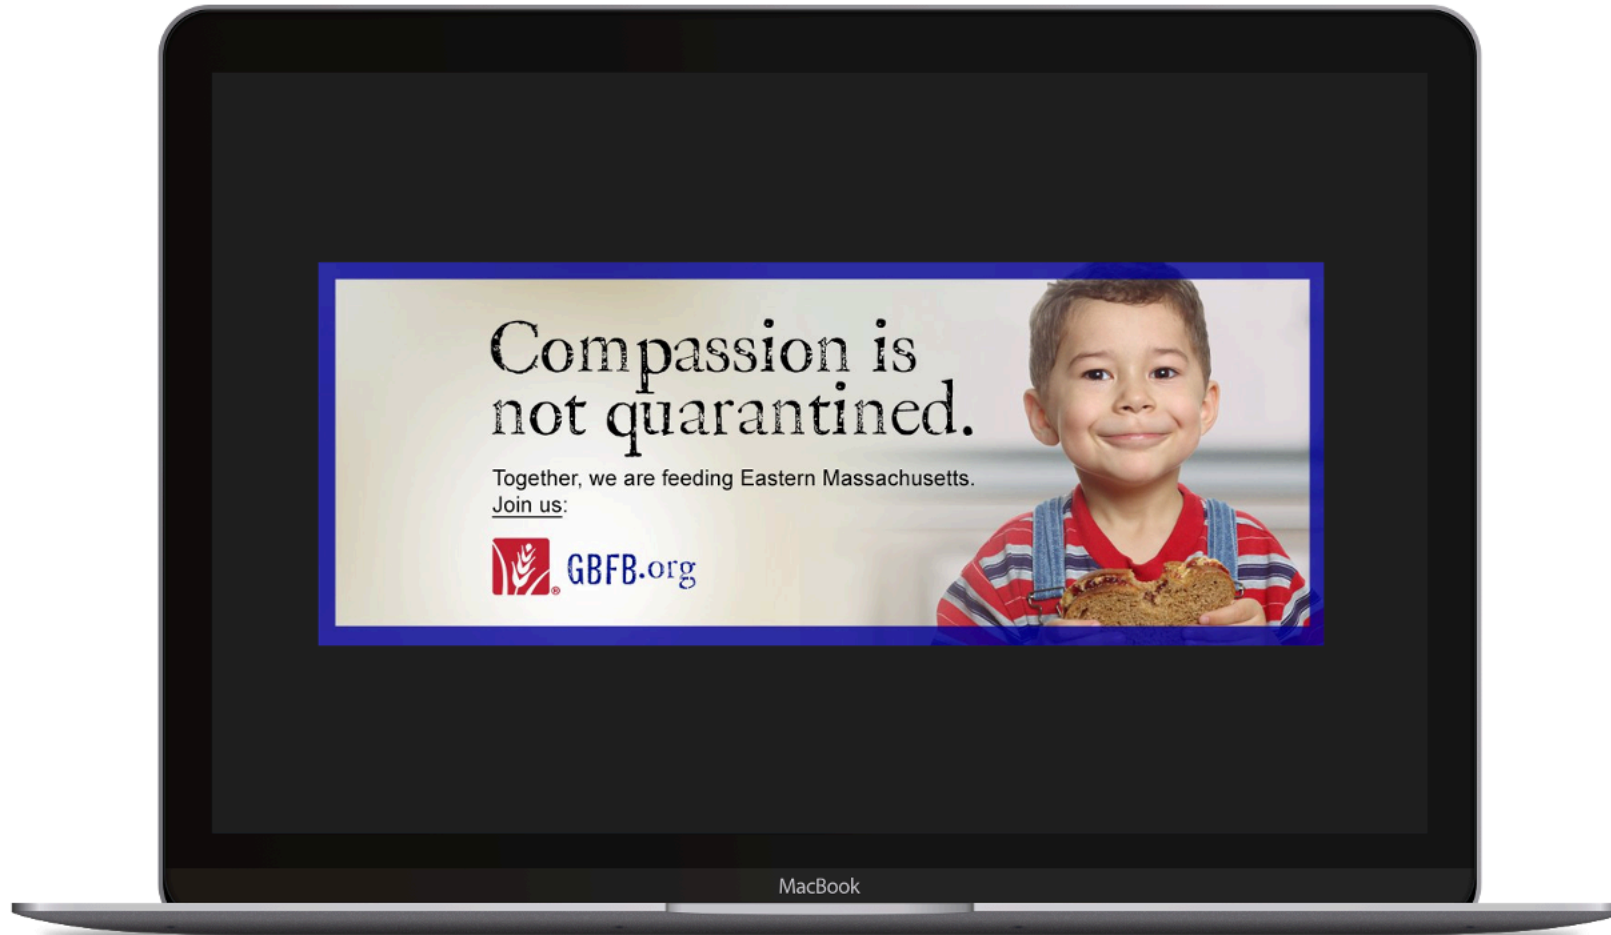 Compassion is
not quarantined.
Together, we are feeding Eastern Massachusetts.
Join us:
® GBFB.org
MacBook